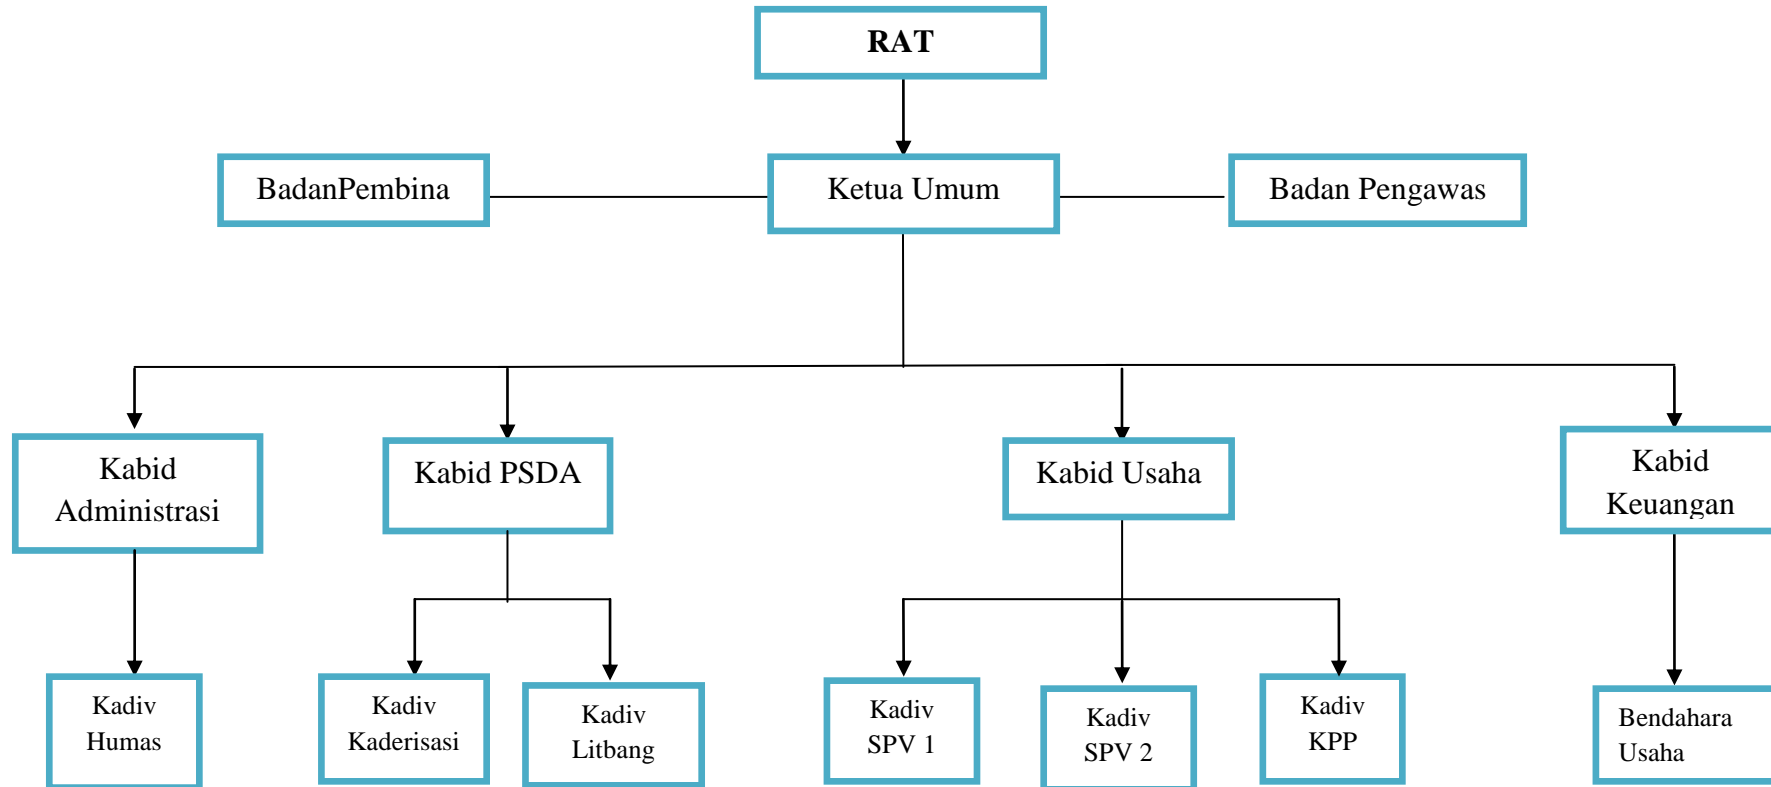 RAT
BadanPembina
Ketua Umum
Badan Pengawas
Kabid
Administrasi
Kabid PSDA
Kabid Usaha
Kabid
Keuangan
Kadiv
Humas
Kadiv
Kaderisasi
Kadiv
Litbang
Kadiv
SPV 1
Kadiv
SPV 2
Kadiv
KPP
Bendahara
Usaha